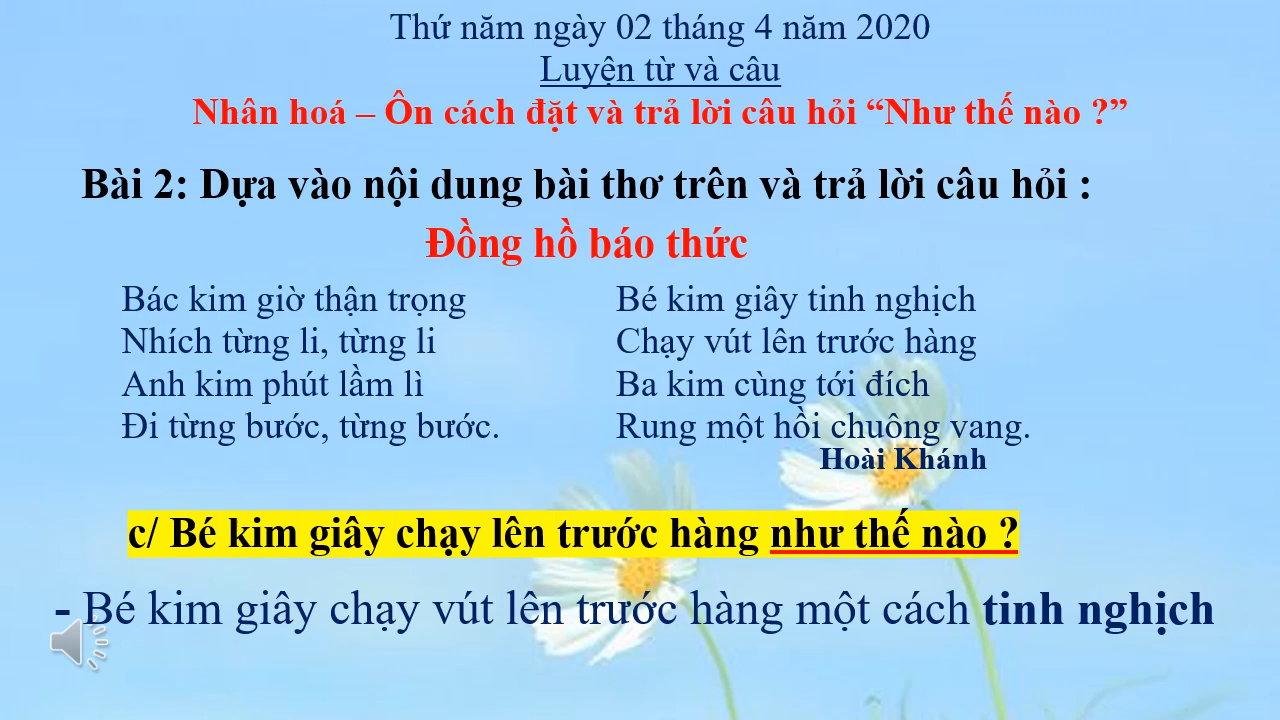 Thứ năm ngày 02 tháng 4 năm 2020
Luyện từ và câu
Nhân hoá – Ôn cách đặt và trả lời câu hỏi “Như thế nào ?”
Bài 2: Dựa vào nội dung bài thơ trên và trả lời câu hỏi :
Đồng hồ báo thức
Bác kim giờ thận trọng
Nhích từng li, từng li
Anh kim phút lầm lì
Đi từng bước, từng bước.
Bé kim giây tinh nghịch
Chạy vút lên trước hàng
Ba kim cùng tới đích
Rung một hồi chuông vang.
Hoài Khánh
c/ Bé kim giây chạy lên trước hàng như thế nào ?
- Bé kim giây chạy vút lên trước hàng một cách tinh nghịch